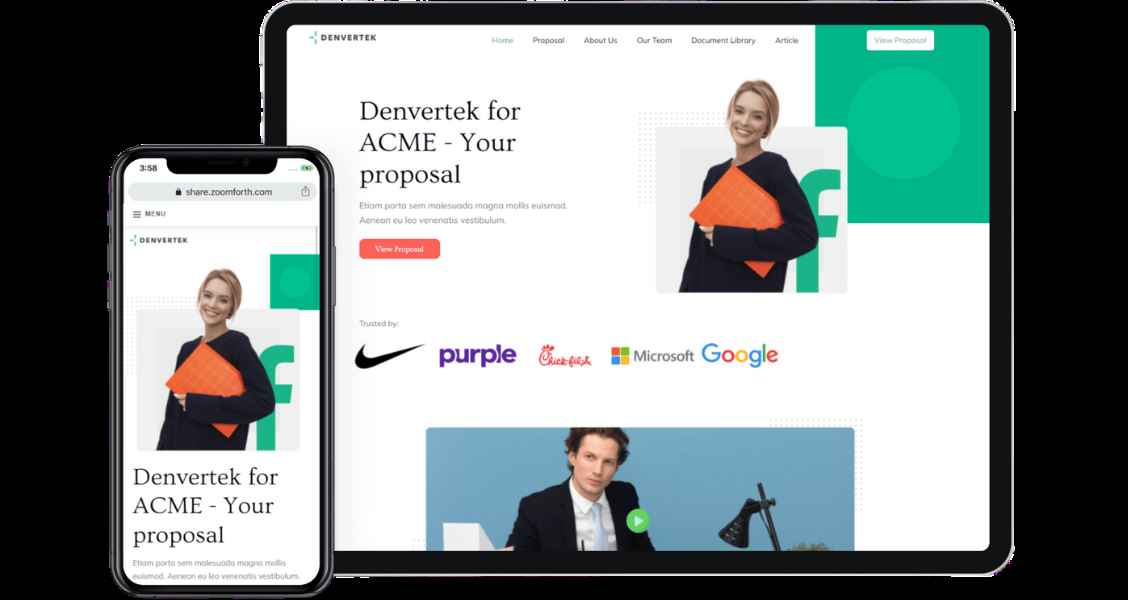 DENVERTEK
Home Proposal About Us Our Team Document Library Article View Proposal
Denvertek for
ACME - Your
proposal
Etiam porta sem malesuada magna mollis euismod.
Aenean eu leo venenatis vestibulum.
View Proposal
f
Trusted by:
purple Chick-fil-A Microsoft Google
3:58
share.zoomforth.com
MENU
DENVERTEK
f
Denvertek for
ACME - Your
proposal
Etiam porta sem malesuada magna mollis
euismod. Aenean eu leo venenatis vestibulum.